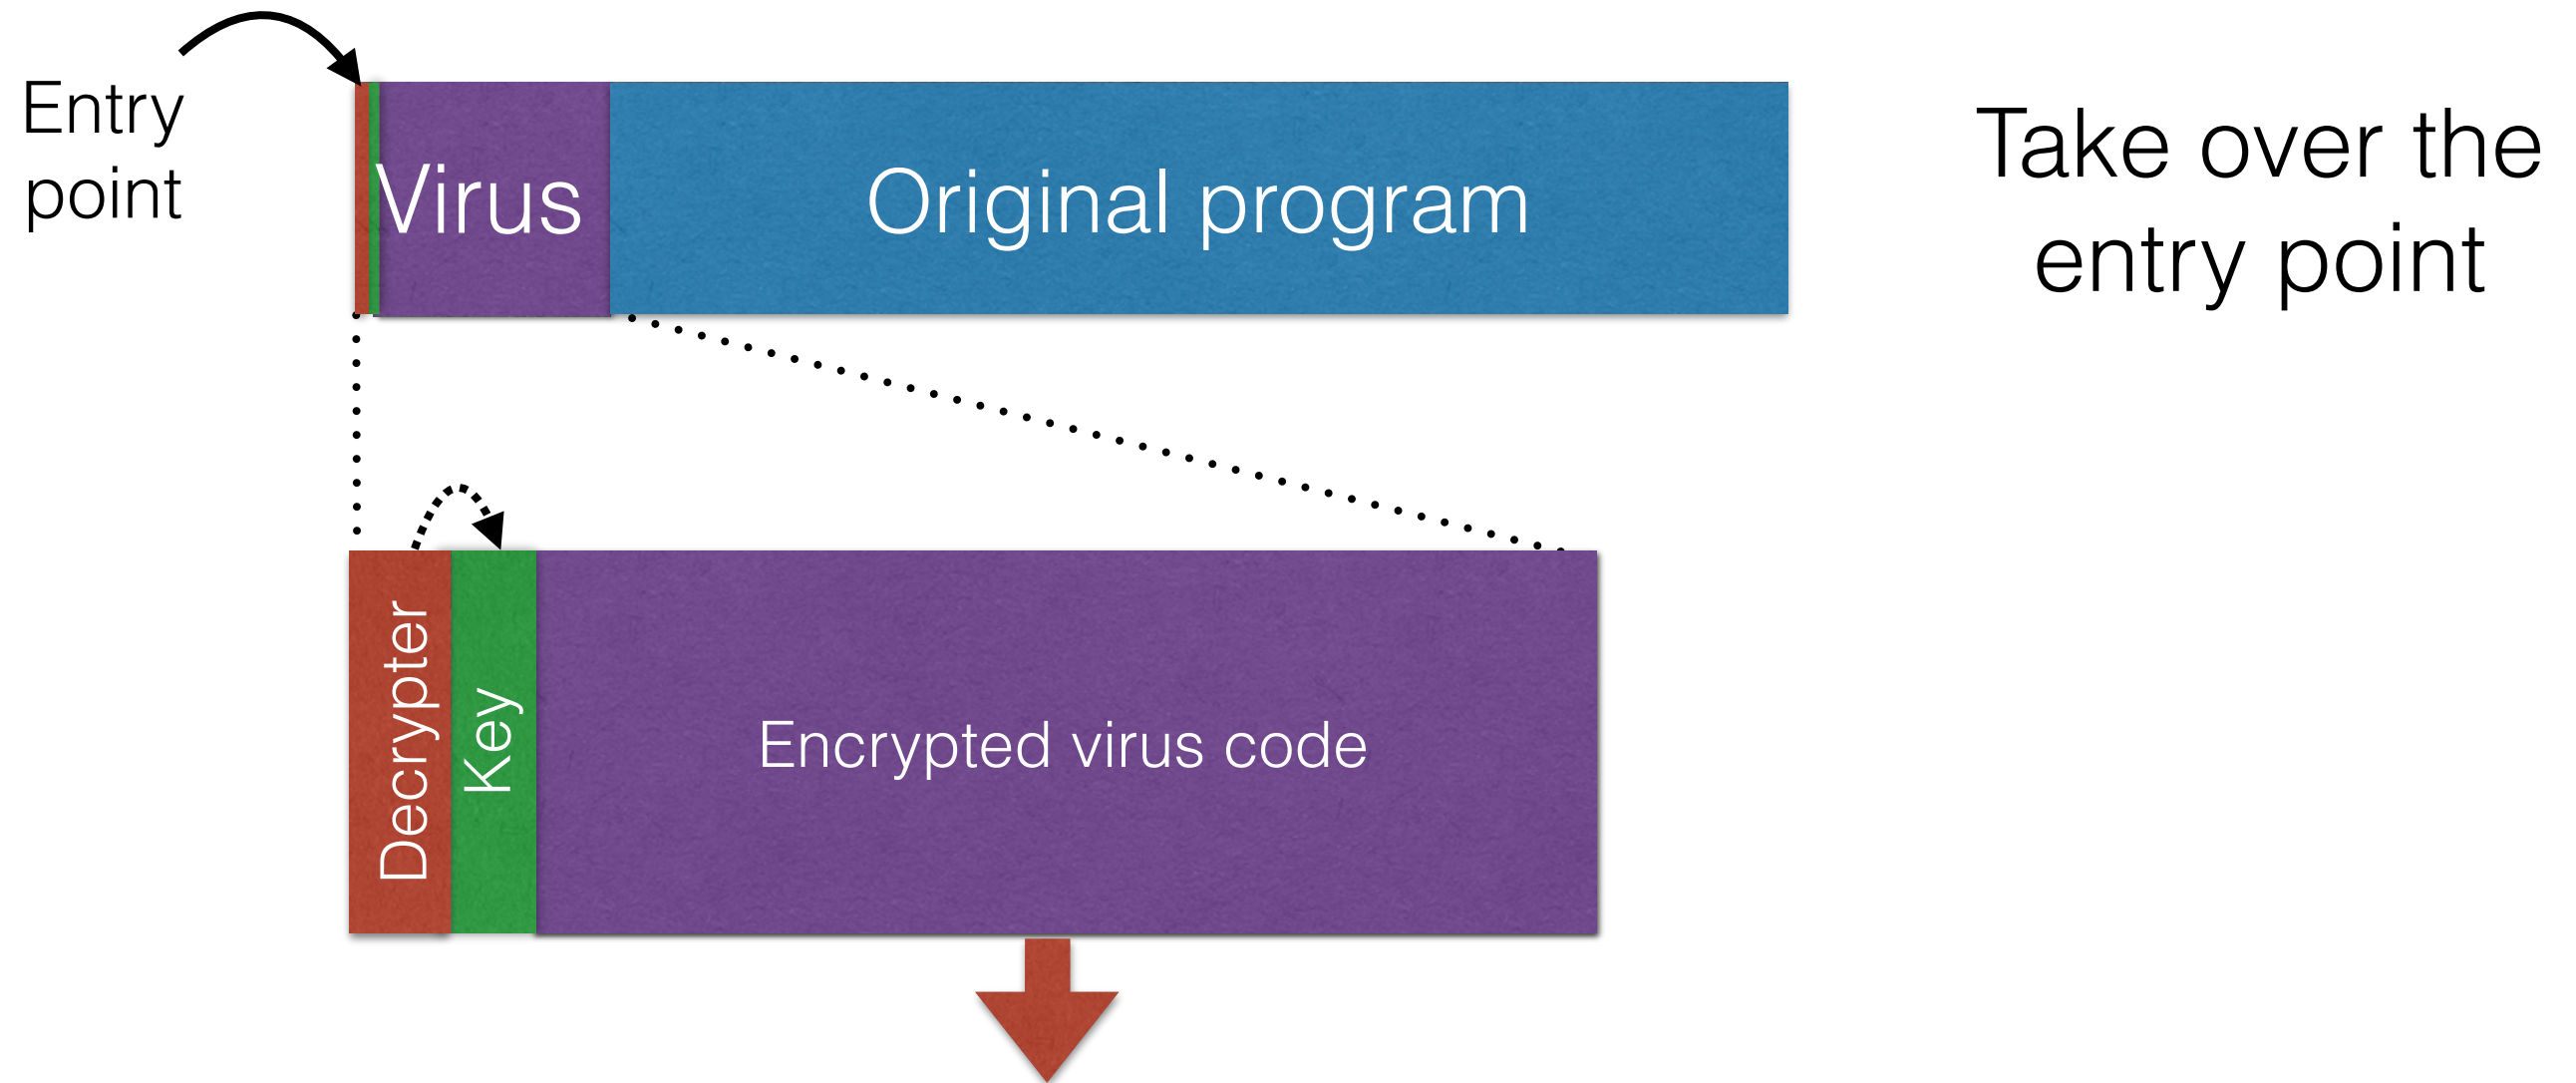 Entry
point
Virus
Original program
Take over the
entry point
Decrypter
Key
Encrypted virus code